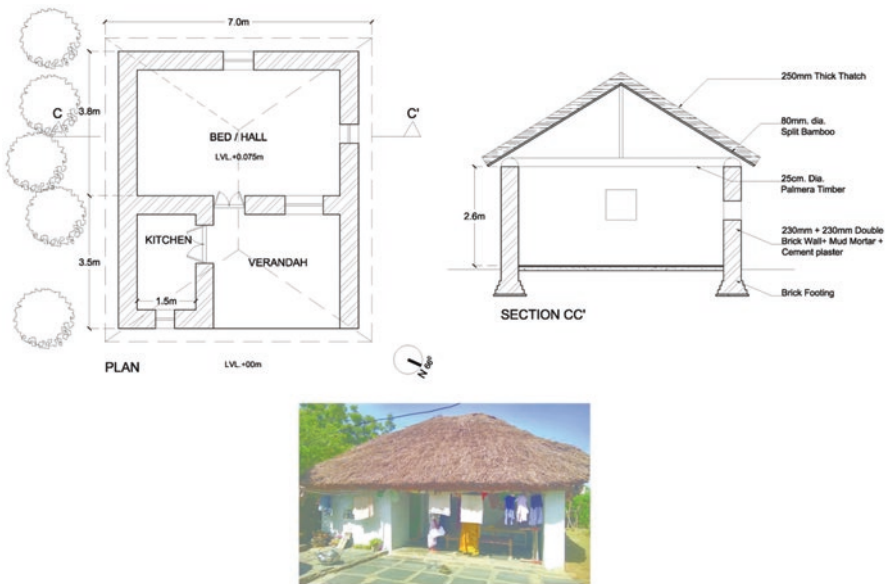 7.0m
3.8m
C
C'
BED / HALL
LVL.+0.075m
KITCHEN
VERANDAH
3.5m
1.5m
PLAN
LVL.+00m
N 66º
250mm Thick Thatch
80mm. dia.
Split Bamboo
25cm. Dia.
Palmera Timber
2.6m
230mm + 230mm Double
Brick Wall+ Mud Mortar +
Cement plaster
Brick Footing
SECTION CC'